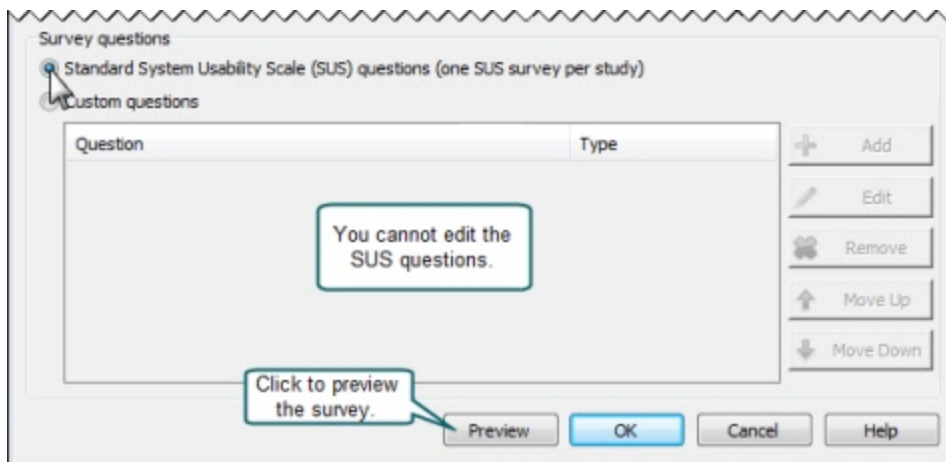 Survey questions
Standard System Usability Scale (SUS) questions (one SUS survey per study)
Custom questions
Question Type
Add
Edit
Remove
Move Up
Move Down
You cannot edit the
SUS questions.
Click to preview
the survey.
Preview OK Cancel Help